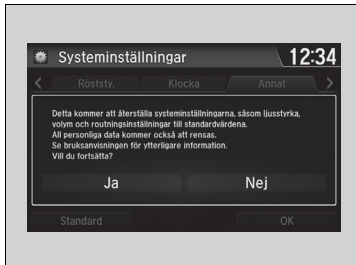 Systeminställningar 12:34
Röststy. Klocka Annat
Detta kommer att återställa systeminställningarna, såsom ljusstyrka,
volym och routningsinställningar till standardvärdena.
All personliga data kommer också att rensas.
Se bruksanvisningen för ytterligare information.
Vill du fortsätta?
Ja Nej
Standard OK